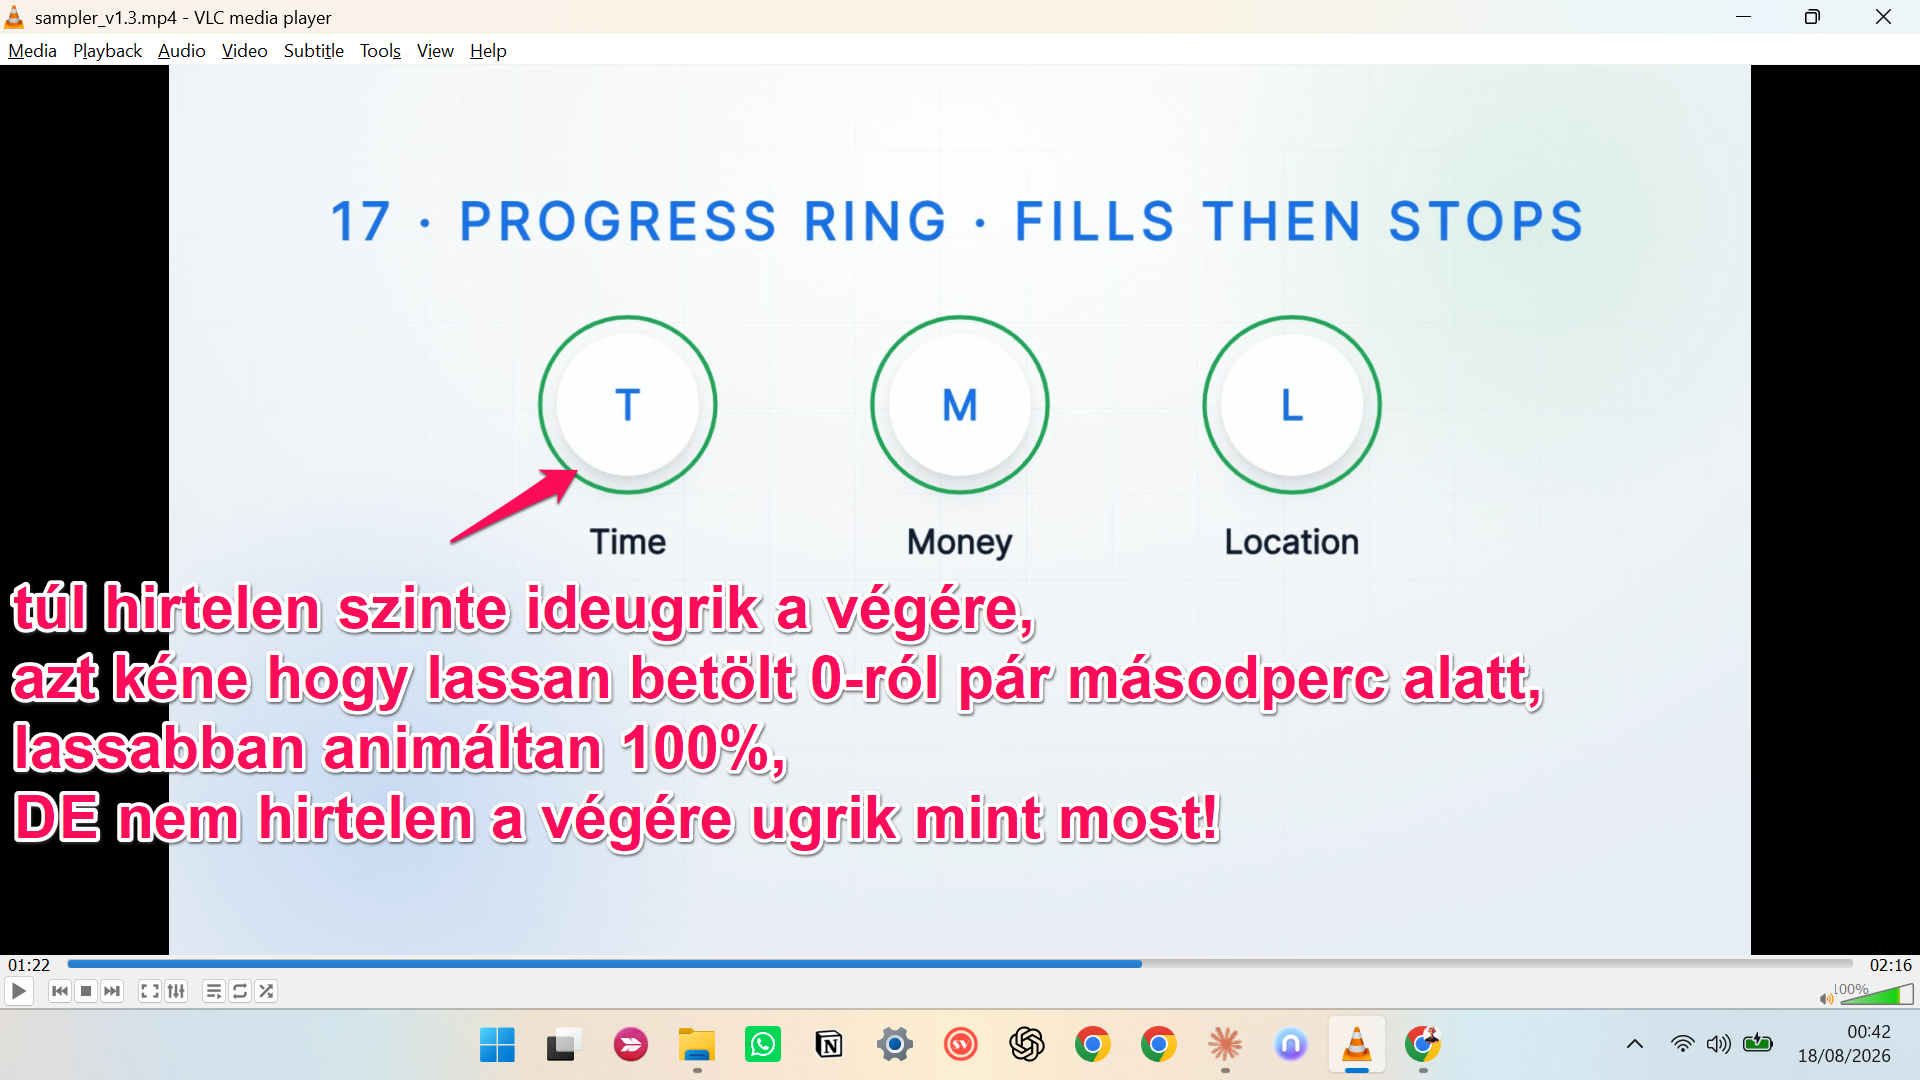 sampler_v1.3.mp4 - VLC media player
Media Playback Audio Video Subtitle Tools View Help
17 · PROGRESS RING · FILLS THEN STOPS
T M L
Time Money Location
túl hirtelen szinte ideugrik a végére,
azt kéne hogy lassan betölt 0-ról pár másodperc alatt,
lassabban animáltan 100%,
DE nem hirtelen a végére ugrik mint most!
01:22 02:16
100%
00:42
18/08/2026